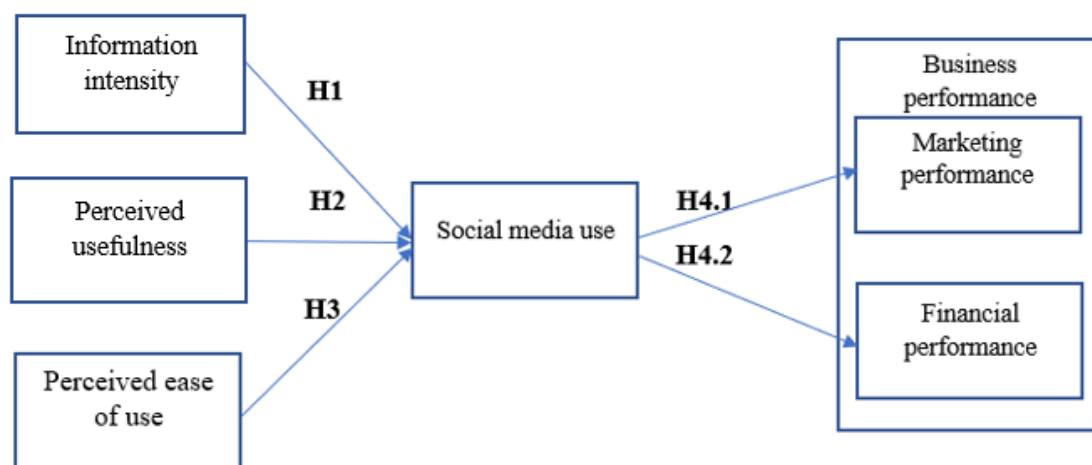 Information
intensity
H1
Perceived
usefulness
H2
Perceived ease
of use
H3
Social media use
H4.1
H4.2
Business
performance
Marketing
performance
Financial
performance